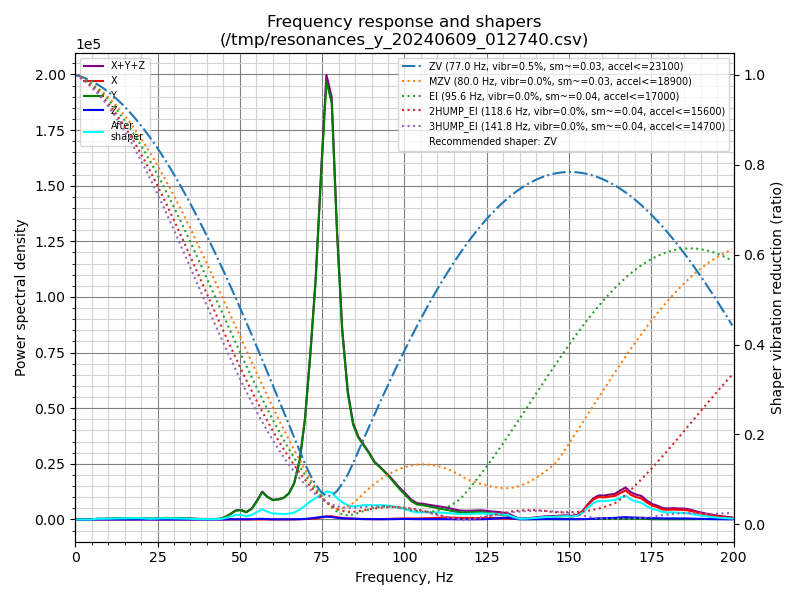 Frequency response and shapers
(/tmp/resonances_y_20240609_012740.csv)
1e5
X+Y+Z
X
Y
Z
After
shaper
ZV (77.0 Hz, vibr=0.5%, sm~=0.03, accel<=23100)
MZV (80.0 Hz, vibr=0.0%, sm~=0.03, accel<=18900)
EI (95.6 Hz, vibr=0.0%, sm~=0.04, accel<=17000)
2HUMP_EI (118.6 Hz, vibr=0.0%, sm~=0.04, accel<=15600)
3HUMP_EI (141.8 Hz, vibr=0.0%, sm~=0.04, accel<=14700)
Recommended shaper: ZV
Power spectral density
2.00
1.75
1.50
1.25
1.00
0.75
0.50
0.25
0.00
0
25
50
75
100
125
150
175
200
Frequency, Hz
1.0
0.8
0.6
0.4
0.2
0.0
Shaper vibration reduction (ratio)